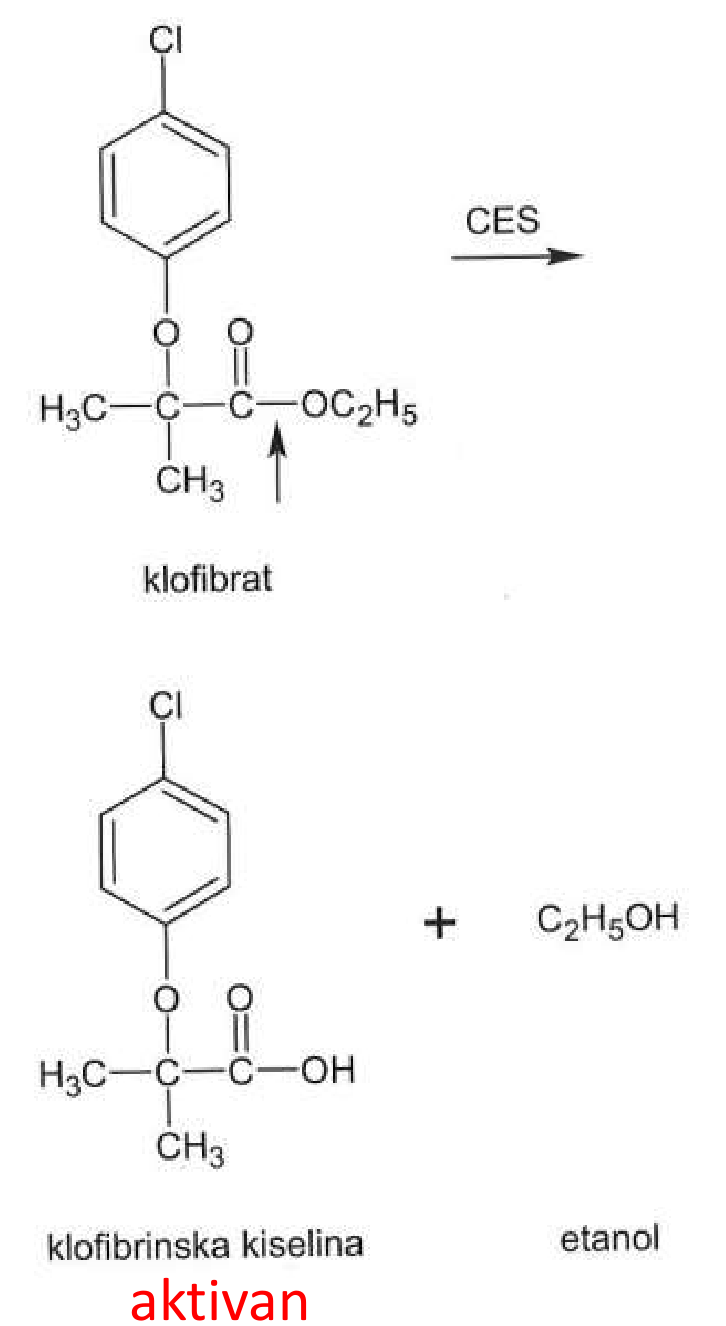 Cl
CES
O O
H₃C—C—C—OC₂H₅
CH₃
klofibrat
Cl
+ C₂H₅OH
O O
H₃C—C—C—OH
CH₃
klofibrinska kiselina etanol
aktivan